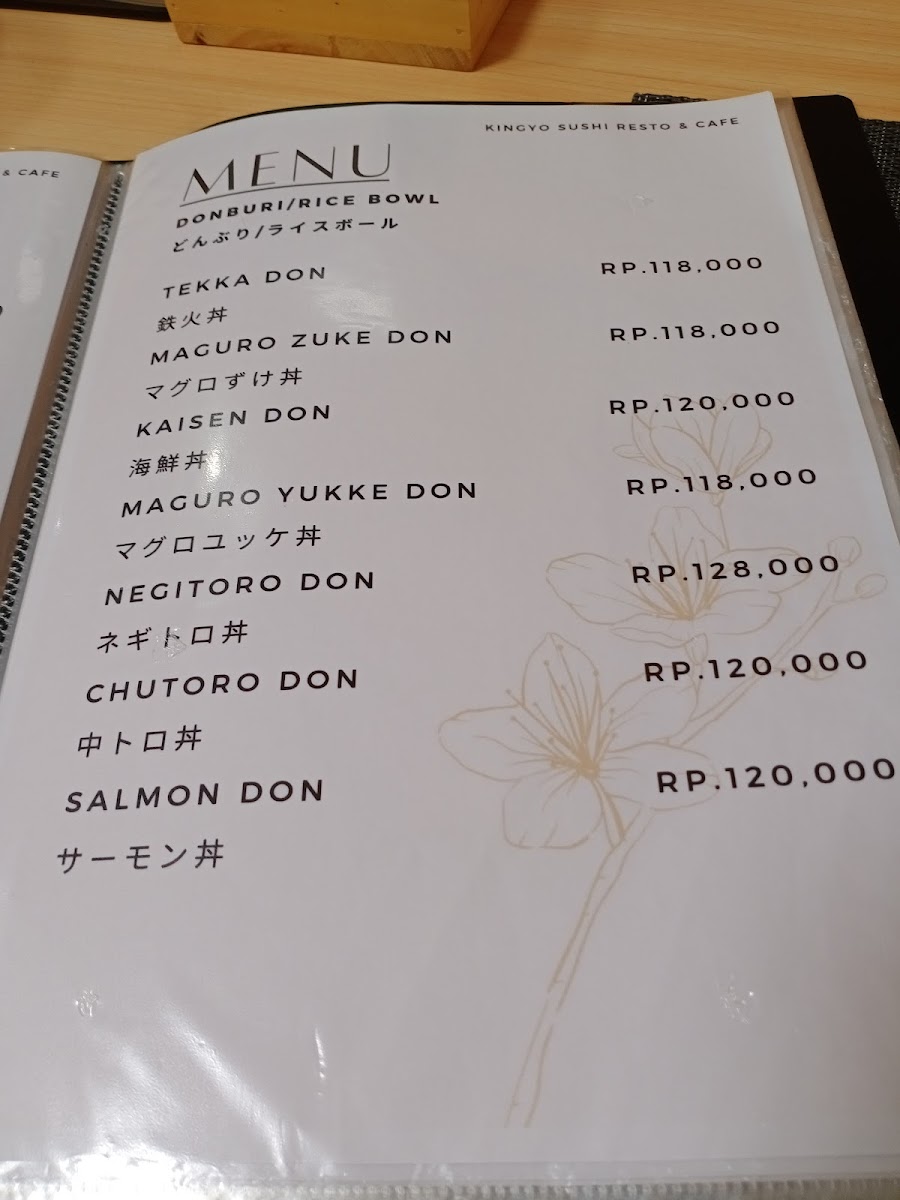 & CAFE
KINGYO SUSHI RESTO & CAFE
MENU
DONBURI/RICE BOWL
どんぶり/ライスボール
TEKKA DON RP.118,000
鉄火丼
MAGURO ZUKE DON RP.118,000
マグロずけ丼
KAISEN DON RP.120,000
海鮮丼
MAGURO YUKKE DON RP.118,000
マグロユッケ丼
NEGITORO DON RP.128,000
ネギトロ丼
CHUTORO DON RP.120,000
中トロ丼
SALMON DON RP.120,000
サーモン丼